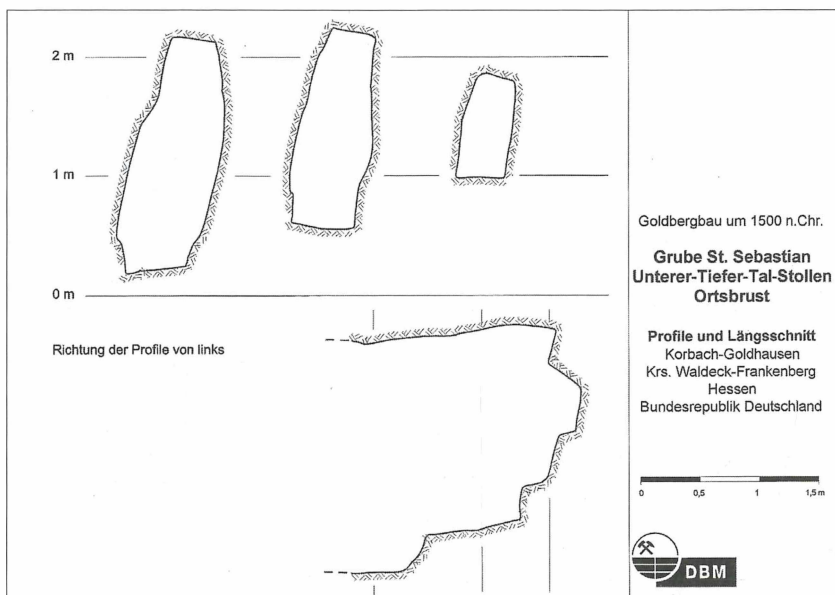 2 m
1 m
0 m
Richtung der Profile von links
Goldbergbau um 1500 n.Chr.
Grube St. Sebastian
Unterer-Tiefer-Tal-Stollen
Ortsbrust
Profile und Längsschnitt
Korbach-Goldhausen
Krs. Waldeck-Frankenberg
Hessen
Bundesrepublik Deutschland
0 0,5 1 1,5 m
DBM